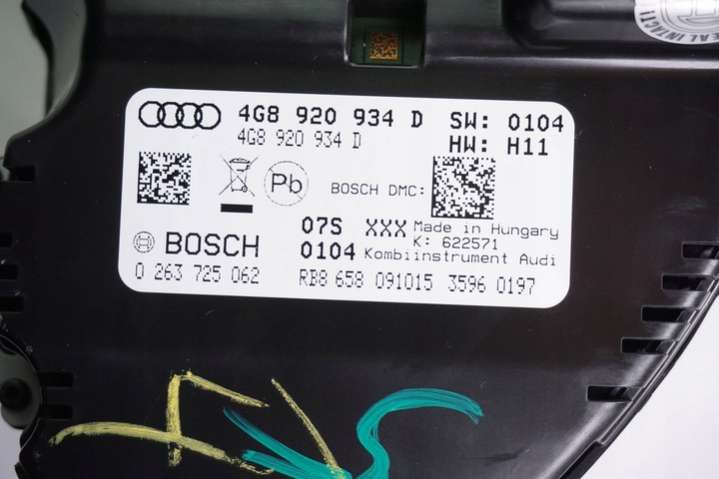 4G8 920 934 D SW: 0104
4G8 920 934 D HW: H11
Pb BOSCH DMC:
07S XXX Made in Hungary
K: 622571
BOSCH 0104 Kombiinstrument Audi
0 263 725 062 RB8 658 091015 3596 0197